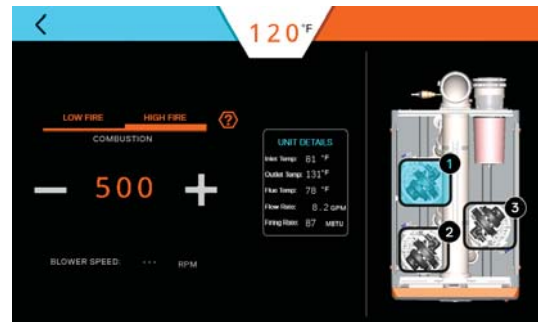 120°F
LOW FIRE HIGH FIRE
?
COMBUSTION
500
BLOWER SPEED: --- RPM
UNIT DETAILS
Inlet Temp: 81 °F
Outlet Temp: 131°F
Flue Temp: 78 °F
Flow Rate: 8.2 GPM
Firing Rate: 87 MBTU
1
2
3